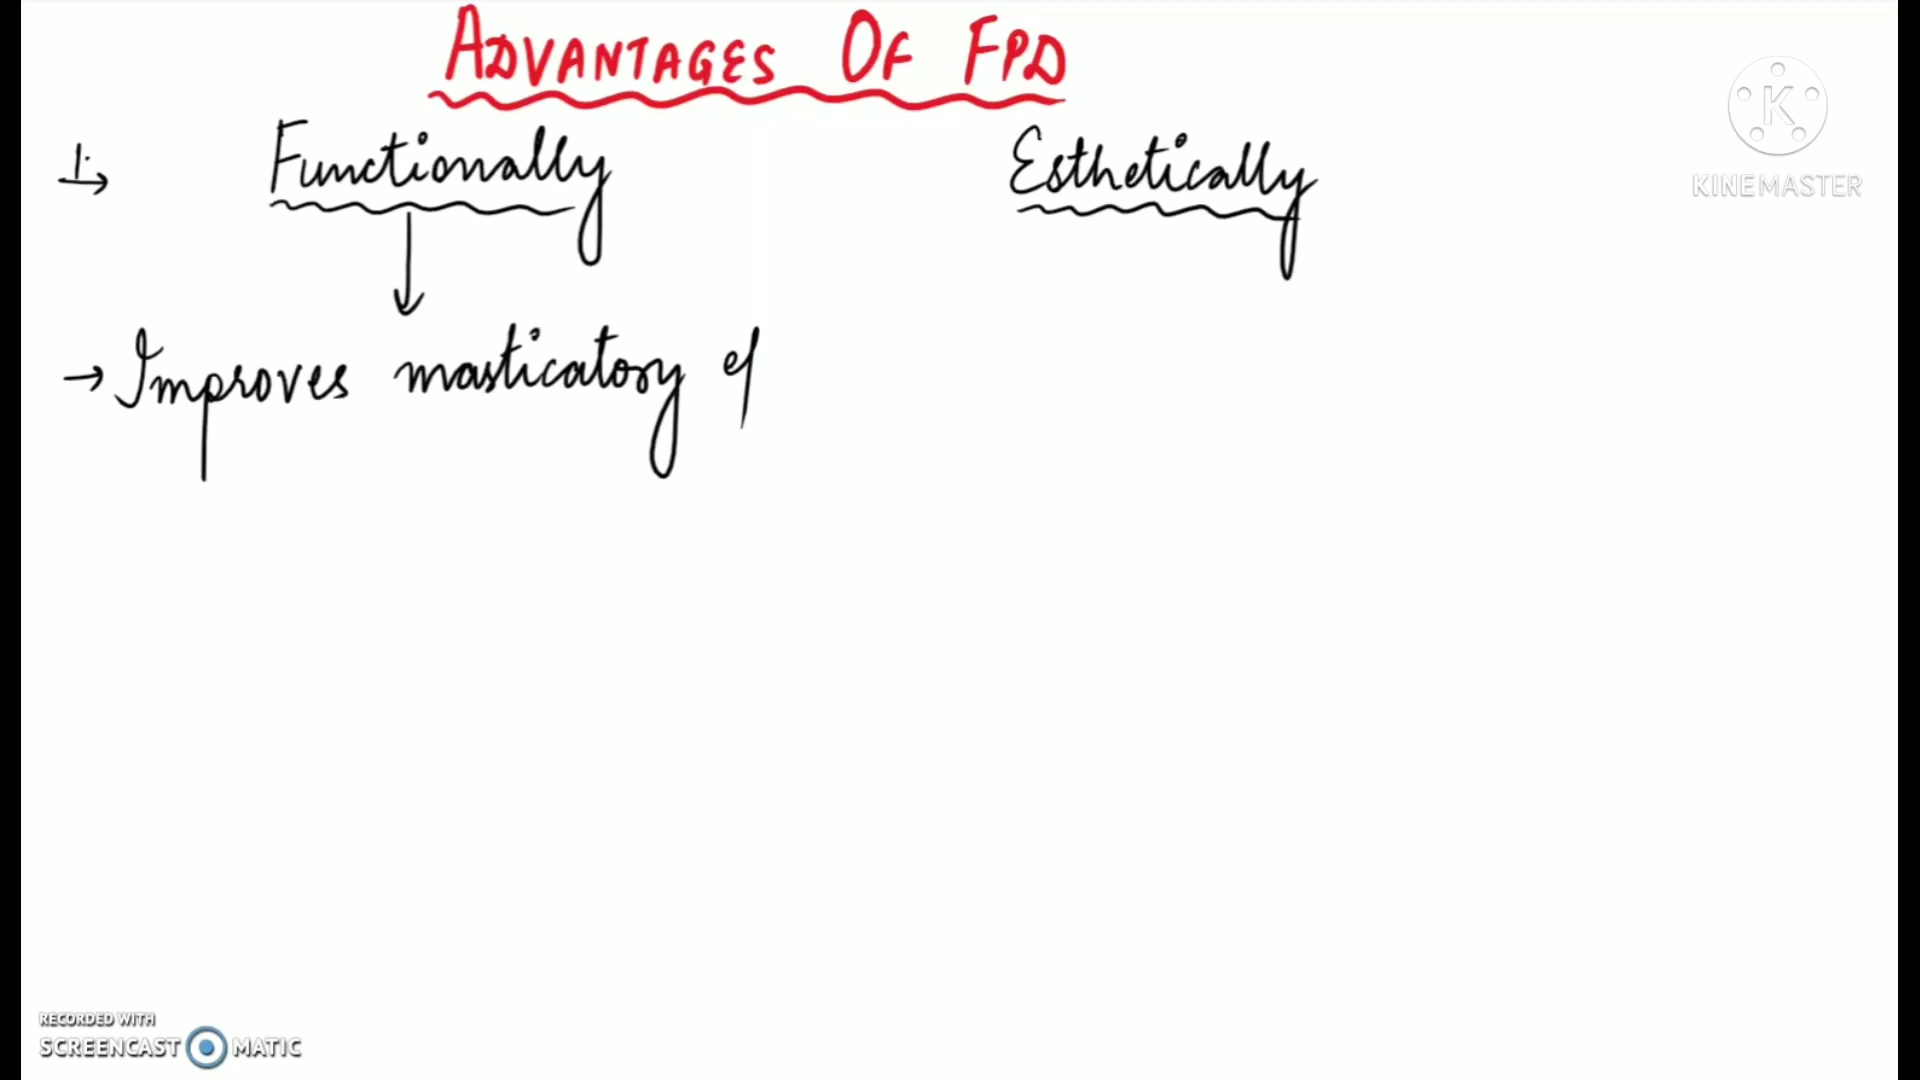 ADVANTAGES OF FPD
1. → Functionally Esthetically
→ Improves masticatory ef
K
KINEMASTER
RECORDED WITH
SCREENCAST MATIC